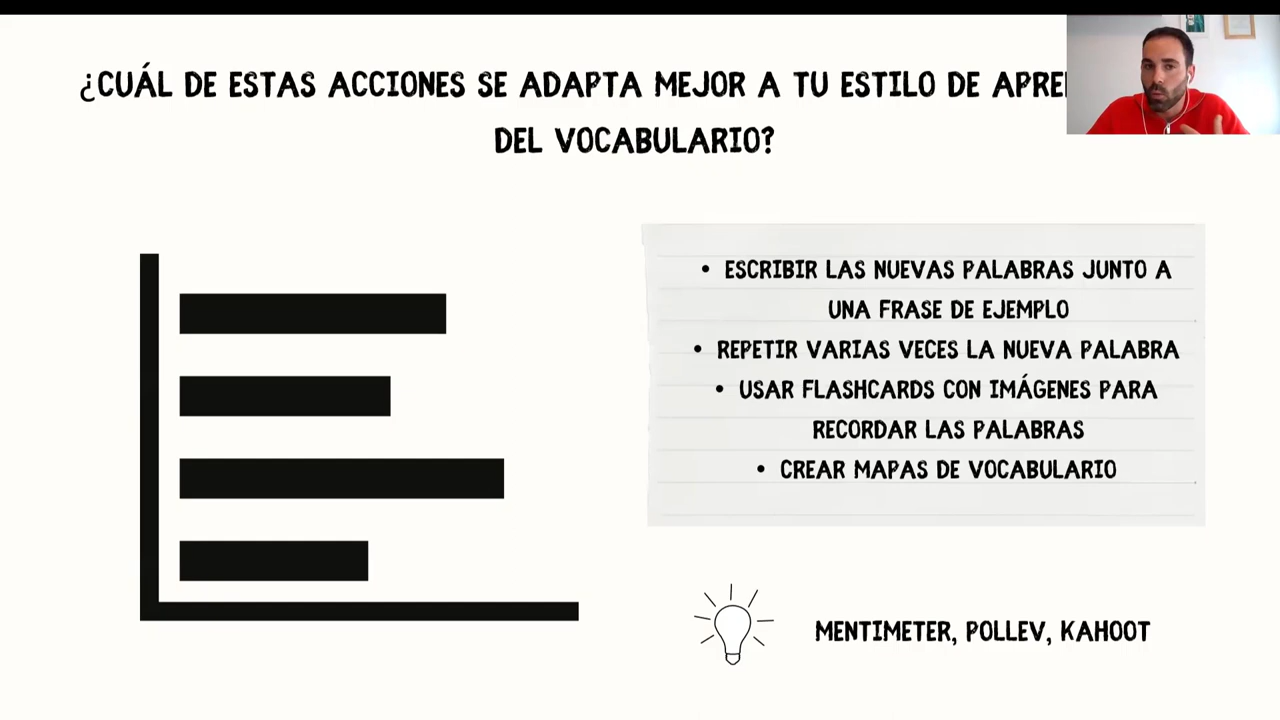 ¿CUÁL DE ESTAS ACCIONES SE ADAPTA MEJOR A TU ESTILO DE
DEL VOCABULARIO?
• ESCRIBIR LAS NUEVAS PALABRAS JUNTO A
UNA FRASE DE EJEMPLO
• REPETIR VARIAS VECES LA NUEVA PALABRA
• USAR FLASHCARDS CON IMÁGENES PARA
RECORDAR LAS PALABRAS
• CREAR MAPAS DE VOCABULARIO
MENTIMETER, POLLEV, KAHOOT